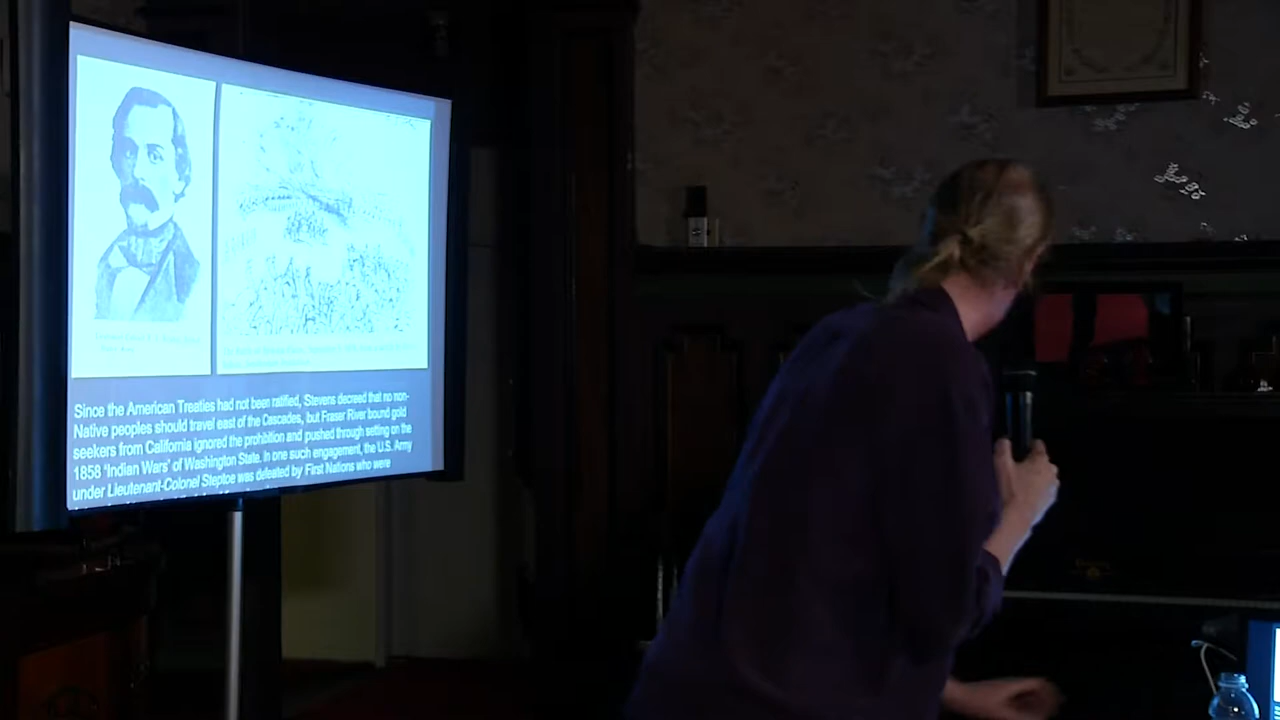 Since the American Treaties had not been ratified, Stevens decreed that no non-
Native peoples should travel east of the Cascades, but Fraser River bound gold
seekers from California ignored the prohibition and pushed through setting on the
1858 'Indian Wars' of Washington State. In one such engagement, the U.S. Army
under Lieutenant-Colonel Steptoe was defeated by First Nations who were